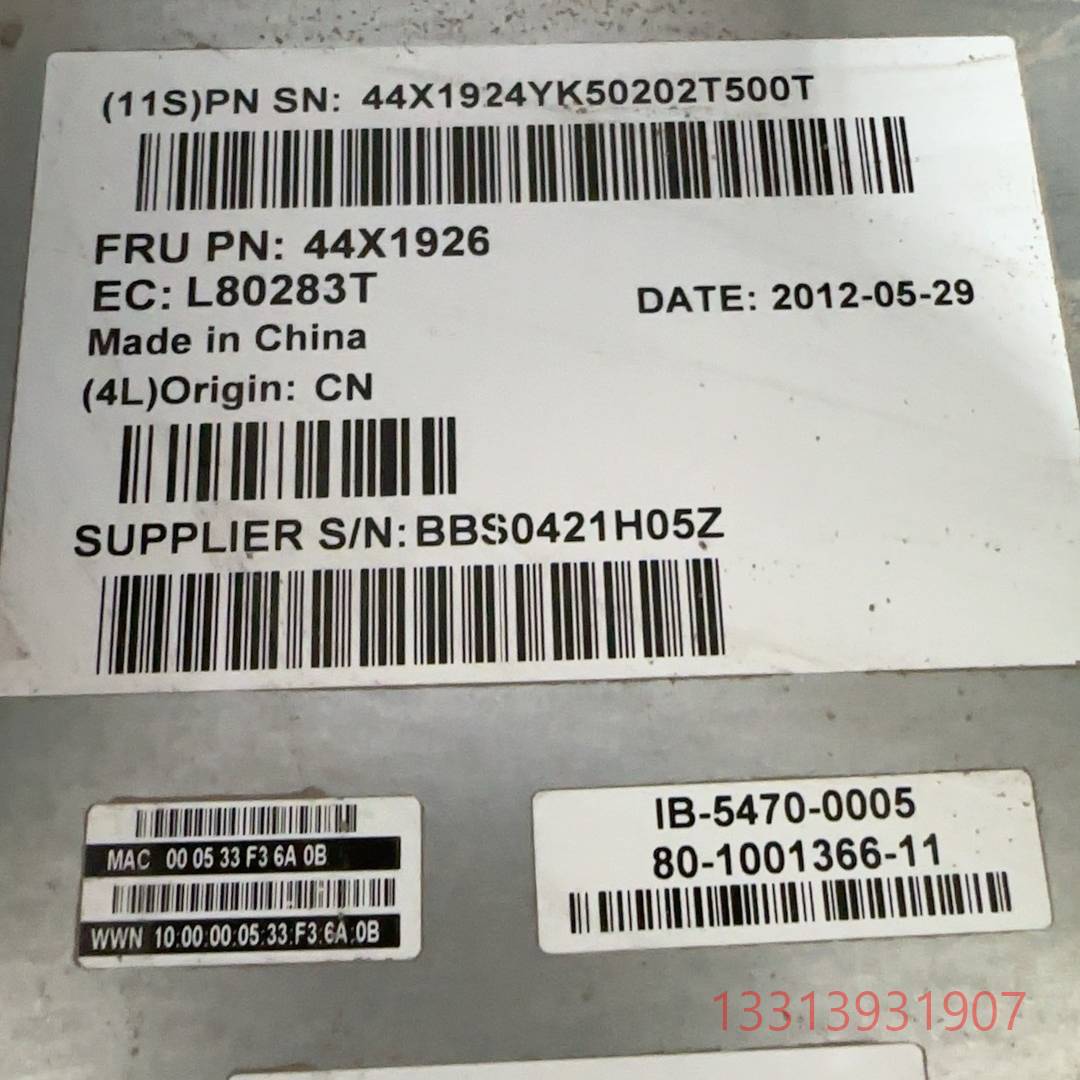 (11S)PN SN: 44X1924YK50202T500T
FRU PN: 44X1926
EC: L80283T
DATE: 2012-05-29
Made in China
(4L)Origin: CN
SUPPLIER S/N: BBS0421H05Z
MAC 00 05 33 F3 6A 0B
WWN 10:00:00:05:33:F3:6A:0B
IB-5470-0005
80-1001366-11
13313931907